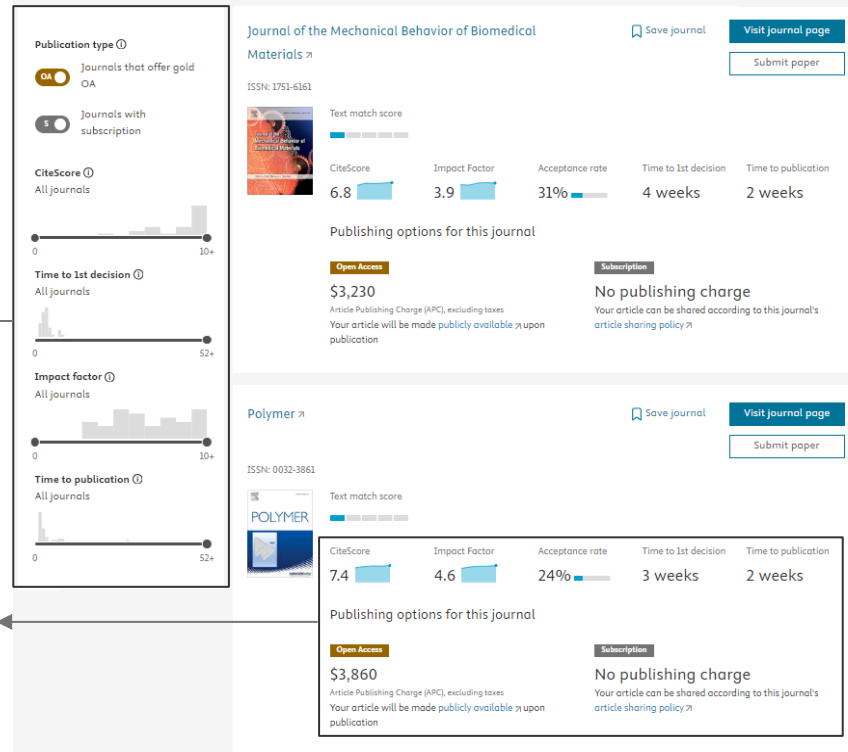 Publication type ⓘ
OA
Journals that offer gold
OA
S
Journals with
subscription
CiteScore ⓘ
All journals
0 10+
Time to 1st decision ⓘ
All journals
0 52+
Impact factor ⓘ
All journals
0 10+
Time to publication ⓘ
All journals
0 52+
Journal of the Mechanical Behavior of Biomedical
Materials ↗
Save journal
Visit journal page
Submit paper
ISSN: 1751-6161
Journal of the
Mechanical Behavior of
Biomedical Materials
Text match score
CiteScore Impact Factor Acceptance rate Time to 1st decision Time to publication
6.8 3.9 31% 4 weeks 2 weeks
Publishing options for this journal
Open Access
$3,230
Article Publishing Charge (APC), excluding taxes
Your article will be made publicly available ↗ upon
publication
Subscription
No publishing charge
Your article can be shared according to this journal's
article sharing policy ↗
Polymer ↗
Save journal
Visit journal page
Submit paper
ISSN: 0032-3861
POLYMER
Text match score
CiteScore Impact Factor Acceptance rate Time to 1st decision Time to publication
7.4 4.6 24% 3 weeks 2 weeks
Publishing options for this journal
Open Access
$3,860
Article Publishing Charge (APC), excluding taxes
Your article will be made publicly available ↗ upon
publication
Subscription
No publishing charge
Your article can be shared according to this journal's
article sharing policy ↗